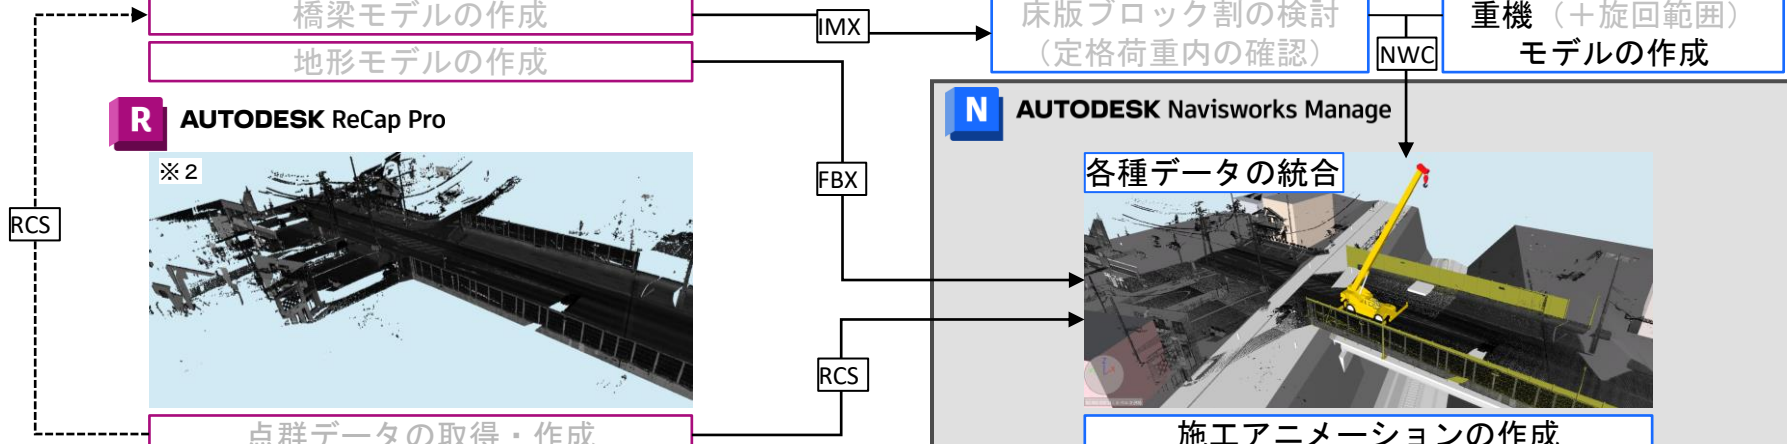 橋梁モデルの作成
地形モデルの作成
IMX
床版ブロック割の検討
（定格荷重内の確認）
NWC
重機（＋旋回範囲）
モデルの作成
R AUTODESK ReCap Pro
※2
RCS
FBX
RCS
点群データの取得・作成
N AUTODESK Navisworks Manage
各種データの統合
施工アニメーションの作成